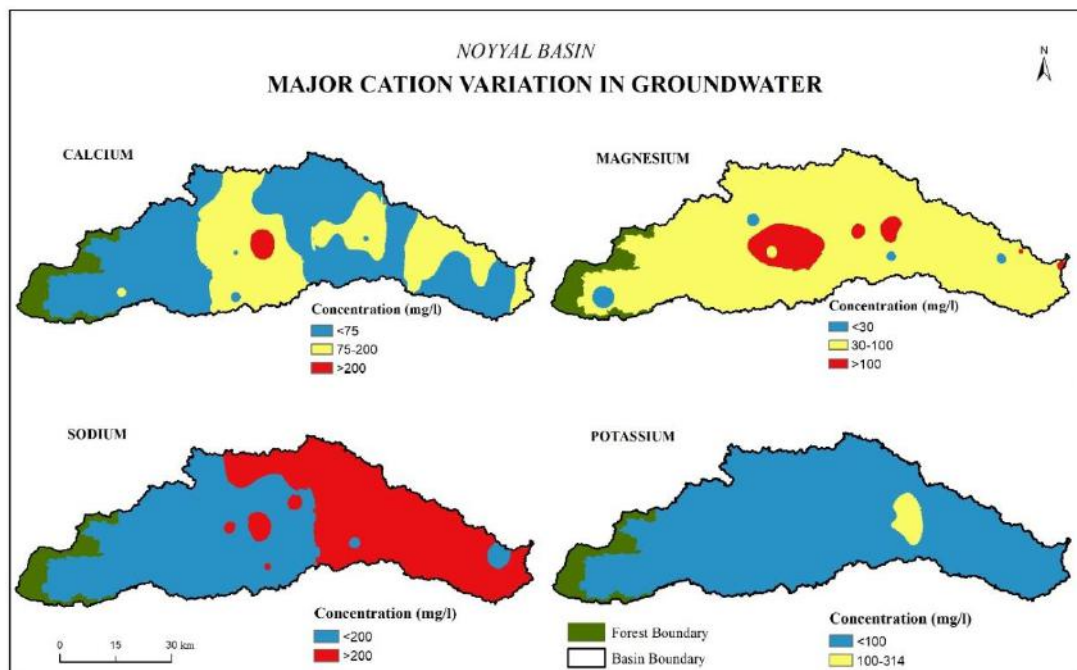 NOYYAL BASIN
MAJOR CATION VARIATION IN GROUNDWATER
N
CALCIUM
MAGNESIUM
Concentration (mg/l)
<75
75-200
>200
Concentration (mg/l)
<30
30-100
>100
SODIUM
POTASSIUM
Concentration (mg/l)
<200
>200
0 15 30 km
Forest Boundary
Basin Boundary
Concentration (mg/l)
<100
100-314